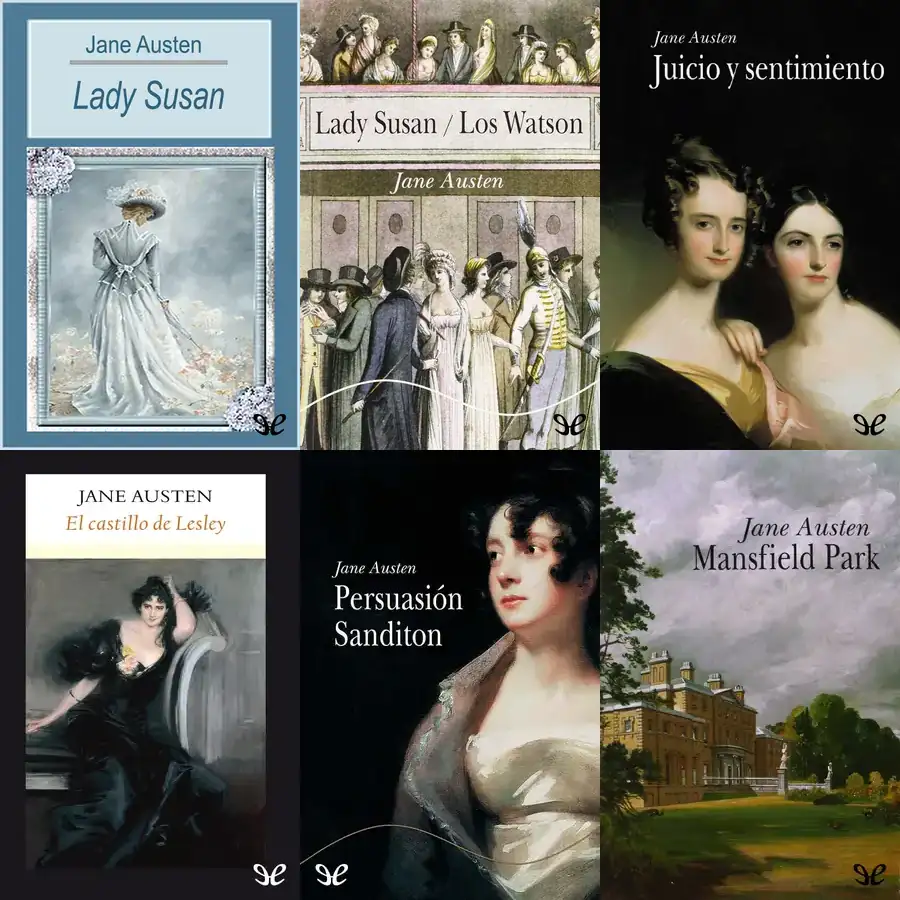 Jane Austen
Lady Susan
Lady Susan / Los Watson
Jane Austen
Jane Austen
Juicio y sentimiento
JANE AUSTEN
El castillo de Lesley
Jane Austen
Persuasión
Sanditon
Jane Austen
Mansfield Park